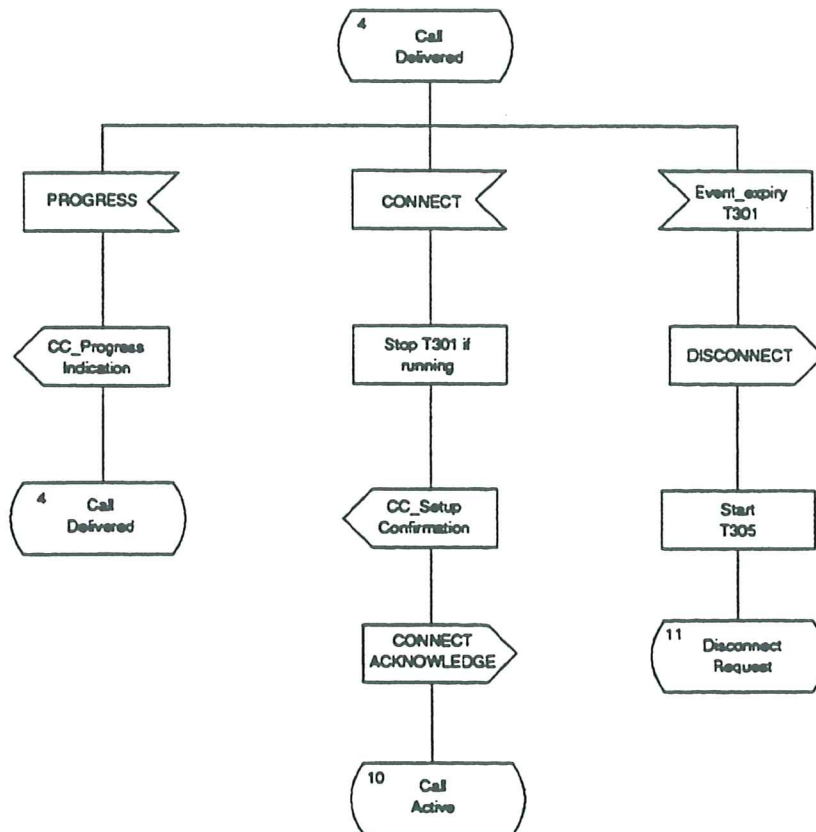 4
Call
Delivered
PROGRESS
CONNECT
Event_expiry
T301
CC_Progress
Indication
Stop T301 if
running
DISCONNECT
4
Call
Delivered
CC_Setup
Confirmation
Start
T305
CONNECT
ACKNOWLEDGE
11
Disconnect
Request
10
Call
Active